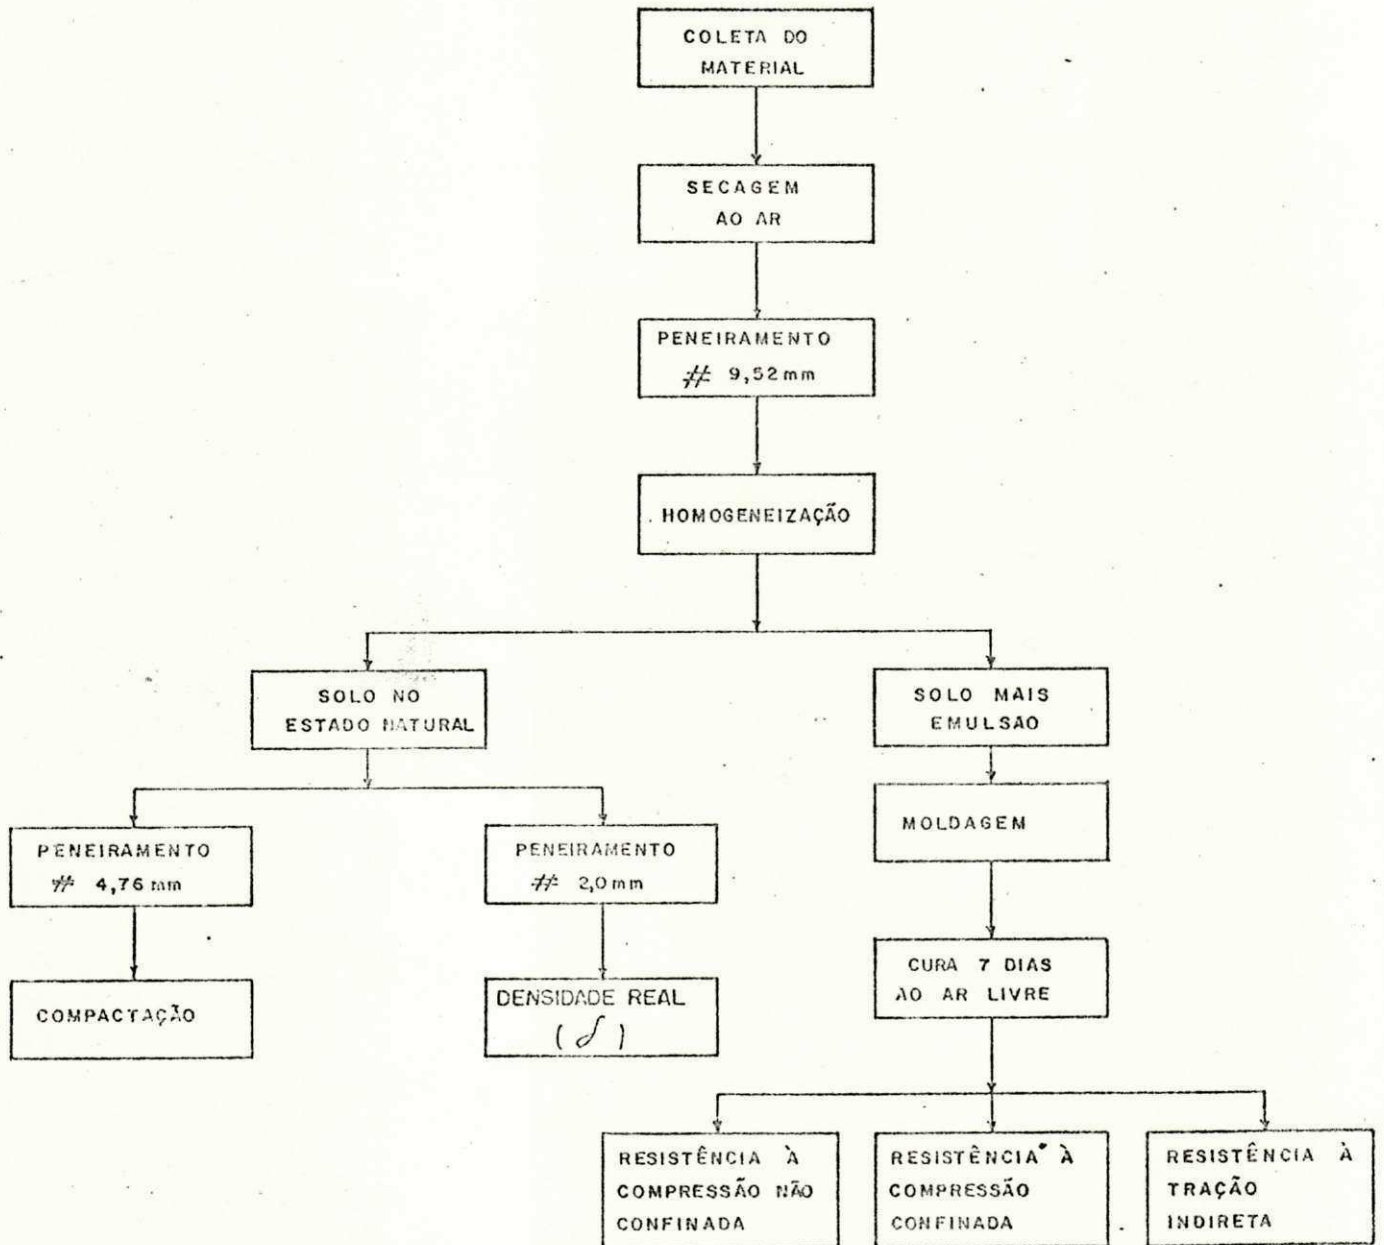 COLETA DO
MATERIAL
SECAGEM
AO AR
PENEIRAMENTO
# 9,52 mm
HOMOGENEIZAÇÃO
SOLO NO
ESTADO NATURAL
SOLO MAIS
EMULSAO
PENEIRAMENTO
# 4,76 mm
PENEIRAMENTO
# 2,0 mm
MOLDAGEM
COMPACTAÇÃO
DENSIDADE REAL
(δ)
CURA 7 DIAS
AO AR LIVRE
RESISTÊNCIA À
COMPRESSÃO NÃO
CONFINADA
RESISTÊNCIA À
COMPRESSÃO
CONFINADA
RESISTÊNCIA À
TRAÇÃO
INDIRETA